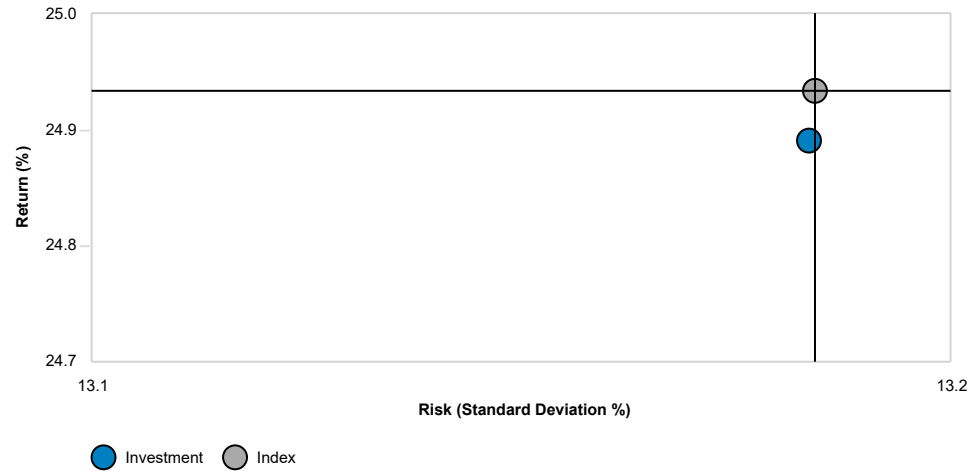 25.0
24.9
24.8
24.7
Return (%)
13.1
13.2
Risk (Standard Deviation %)
Investment Index